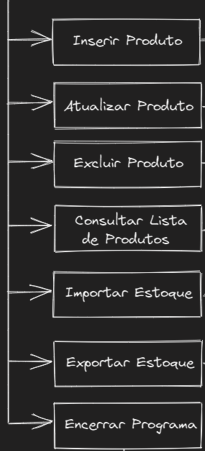 Inserir Produto
Atualizar Produto
Excluir Produto
Consultar Lista
de Produtos
Importar Estoque
Exportar Estoque
Encerrar Programa